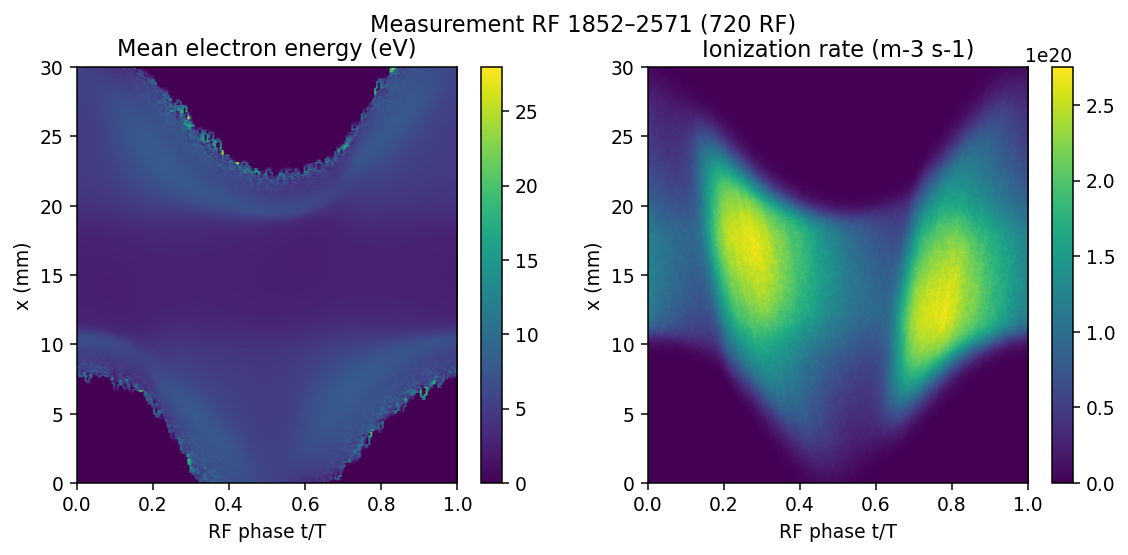 Measurement RF 1852–2571 (720 RF)
Mean electron energy (eV)
Ionization rate (m-3 s-1)
1e20
30
25
20
15
10
5
0
x (mm)
0.0 0.2 0.4 0.6 0.8 1.0
RF phase t/T
25
20
15
10
5
0
30
25
20
15
10
5
0
x (mm)
0.0 0.2 0.4 0.6 0.8 1.0
RF phase t/T
2.5
2.0
1.5
1.0
0.5
0.0